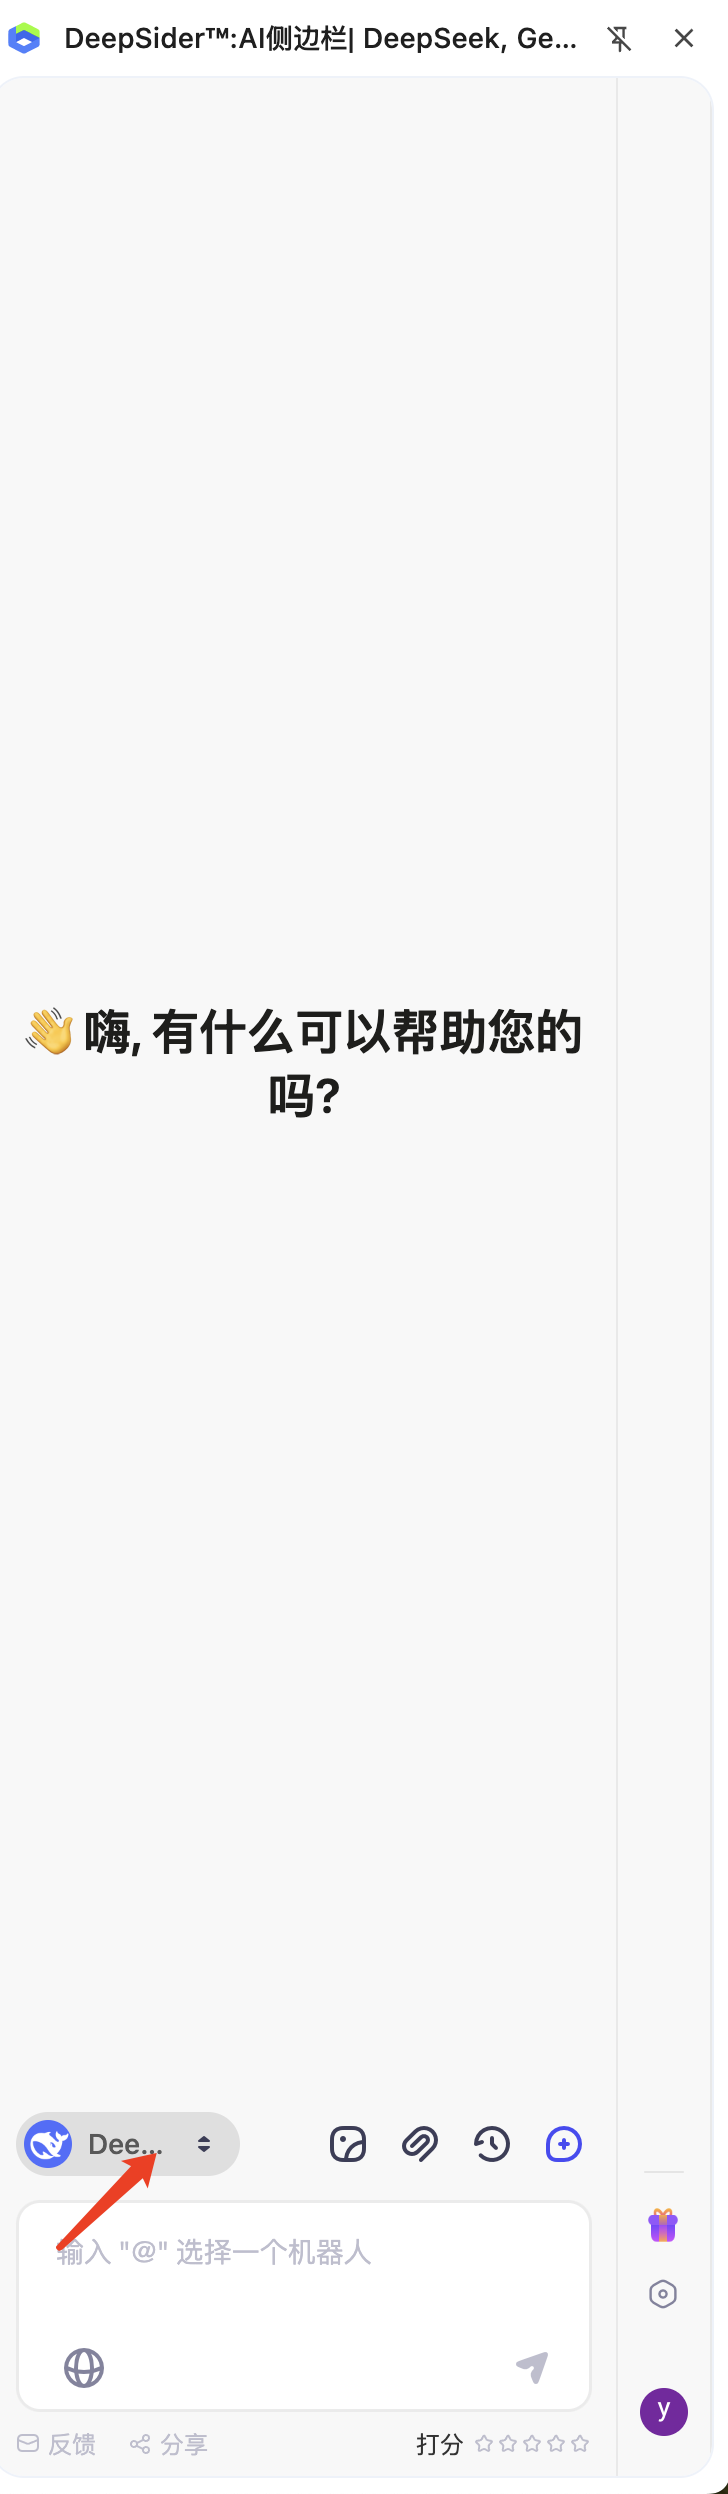 DeepSider™:AI侧边栏| DeepSeek, Ge...
👋嗨, 有什么可以帮助您的
吗?
Dee...
输入 "@" 选择一个机器人
反馈 分享 打分
y